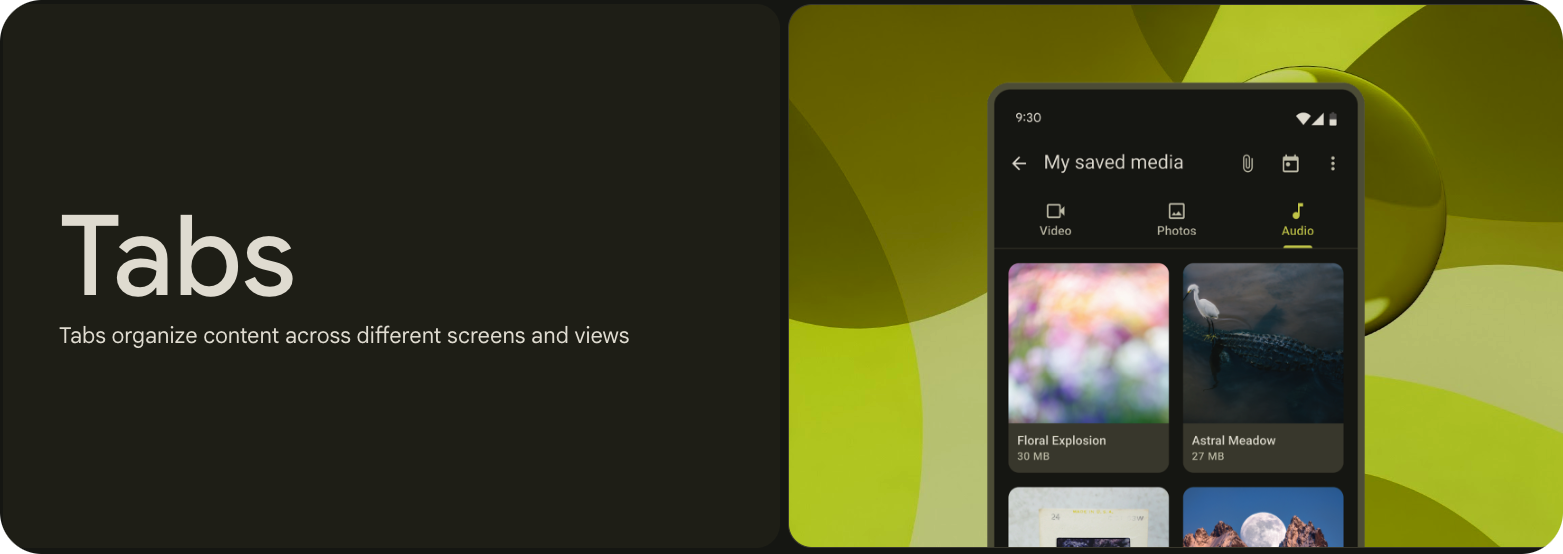 Tabs
Tabs organize content across different screens and views
9:30
My saved media
Video
Photos
Audio
Floral Explosion
30 MB
Astral Meadow
27 MB
26